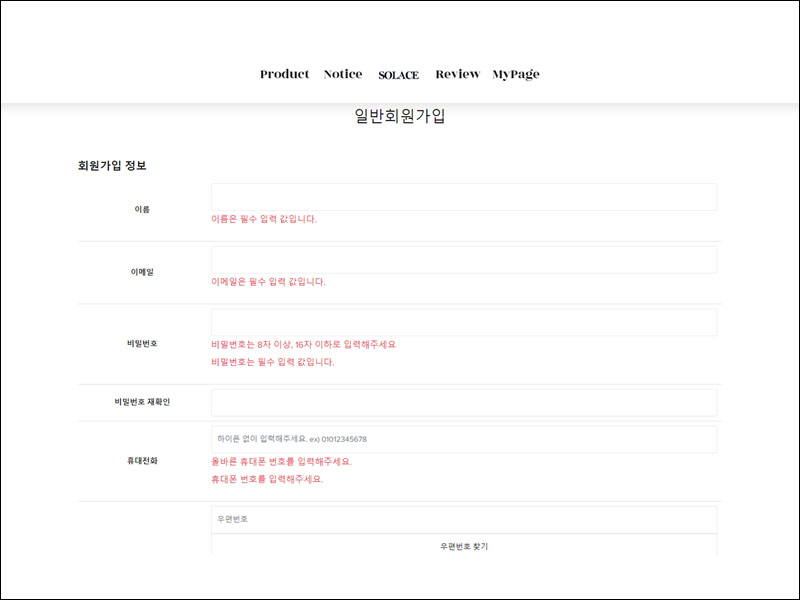 Product Notice SOLACE Review MyPage
일반회원가입
회원가입 정보
이름
이름은 필수 입력 값입니다.
이메일
이메일은 필수 입력 값입니다.
비밀번호
비밀번호는 8자 이상, 16자 이하로 입력해주세요
비밀번호는 필수 입력 값입니다.
비밀번호 재확인
휴대전화
하이픈 없이 입력해주세요. ex) 01012345678
올바른 휴대폰 번호를 입력해주세요.
휴대폰 번호를 입력해주세요.
우편번호
우편번호 찾기